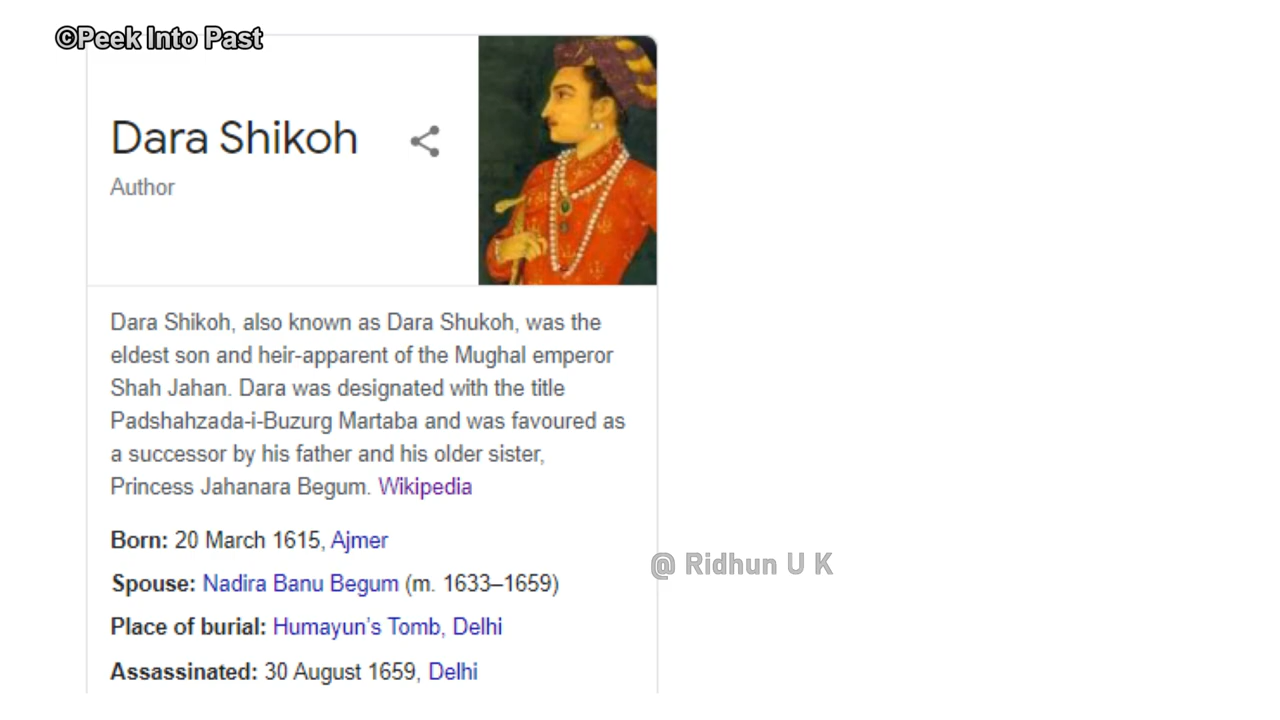 ©Peek Into Past
Dara Shikoh
Author
Dara Shikoh, also known as Dara Shukoh, was the
eldest son and heir-apparent of the Mughal emperor
Shah Jahan. Dara was designated with the title
Padshahzada-i-Buzurg Martaba and was favoured as
a successor by his father and his older sister,
Princess Jahanara Begum. Wikipedia
Born: 20 March 1615, Ajmer
Spouse: Nadira Banu Begum (m. 1633–1659)
Place of burial: Humayun's Tomb, Delhi
Assassinated: 30 August 1659, Delhi
@ Ridhun U K